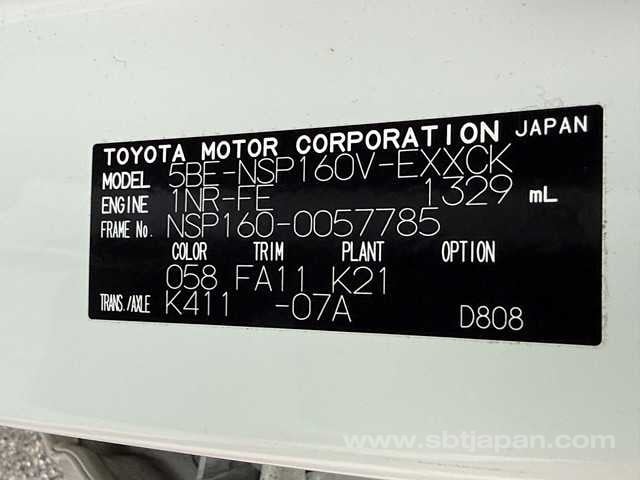 TOYOTA MOTOR CORPORATION JAPAN
MODEL 5BE-NSP160V-EXXCK
ENGINE 1NR-FE 1329 mL
FRAME No. NSP160-0057785
COLOR TRIM PLANT OPTION
058 FA11 K21
TRANS./AXLE K411 -07A D808
www.sbtjapan.com